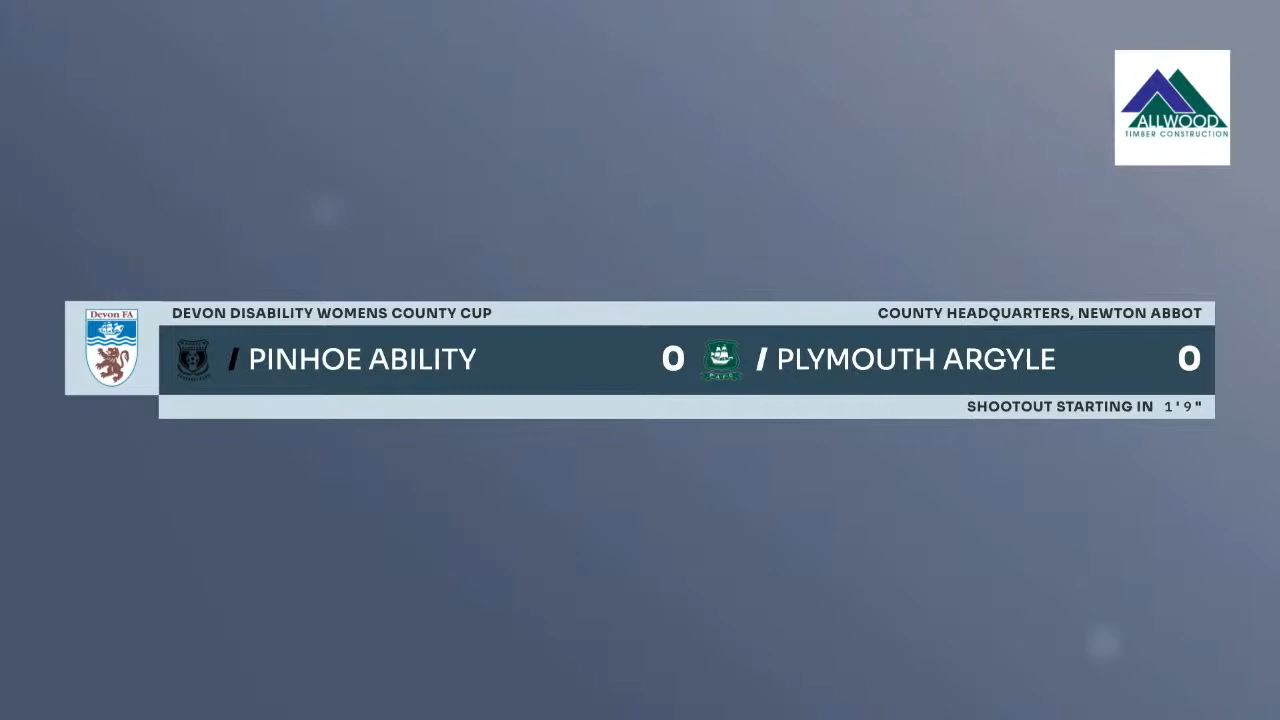 ALLWOOD
TIMBER CONSTRUCTION
Devon FA
DEVON DISABILITY WOMENS COUNTY CUP
COUNTY HEADQUARTERS, NEWTON ABBOT
/ PINHOE ABILITY 0
/ PLYMOUTH ARGYLE 0
SHOOTOUT STARTING IN 1'9"